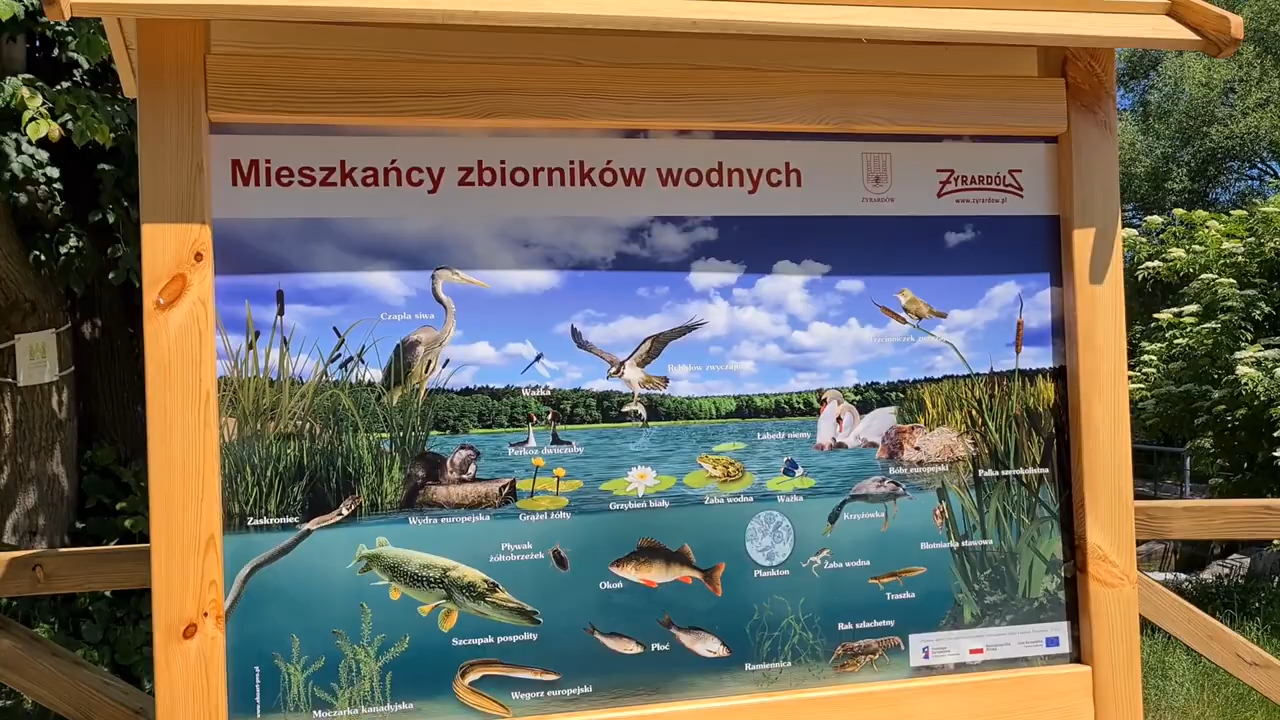 Mieszkańcy zbiorników wodnych
ŻYRARDÓW
ŻYRARDÓW
www.zyrardow.pl
Czapla siwa
Rybołów zwyczajny
Ważka
Perkoz dwuczuby
Łabędź niemy
Bóbr europejski
Pałka szerokolistna
Zaskroniec
Wydra europejska
Grążel żółty
Grzybień biały
Żaba wodna
Ważka
Krzyżówka
Błotniarka stawowa
Pływak
żółtobrzeżek
Okoń
Plankton
Żaba wodna
Traszka
Szczupak pospolity
Płoć
Rak szlachetny
Ramienica
Węgorz europejski
Moczarka kanadyjska